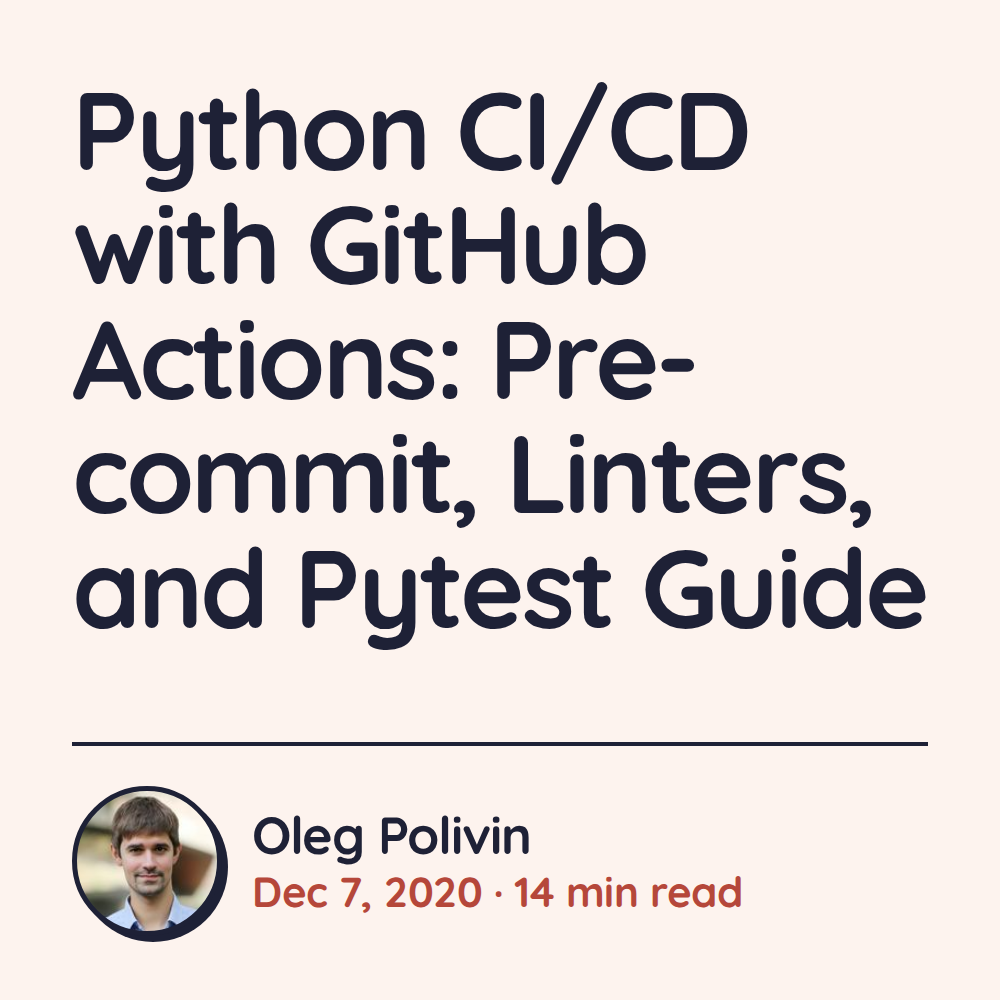 Python CI/CD
with GitHub
Actions: Pre-
commit, Linters,
and Pytest Guide
Oleg Polivin
Dec 7, 2020 · 14 min read